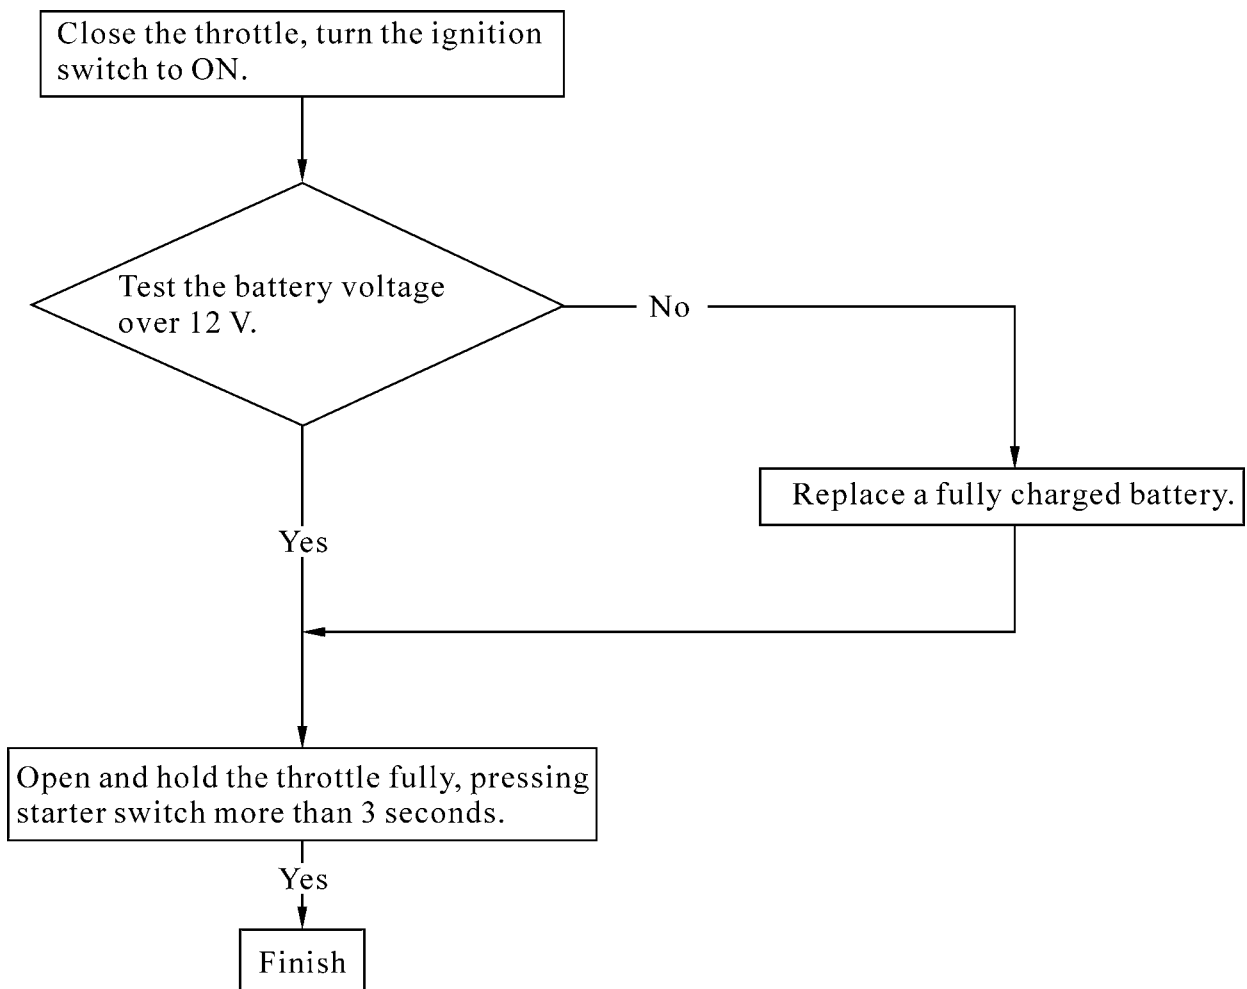 Close the throttle, turn the ignition
switch to ON.
Test the battery voltage
over 12 V.
No
Replace a fully charged battery.
Yes
Open and hold the throttle fully, pressing
starter switch more than 3 seconds.
Yes
Finish